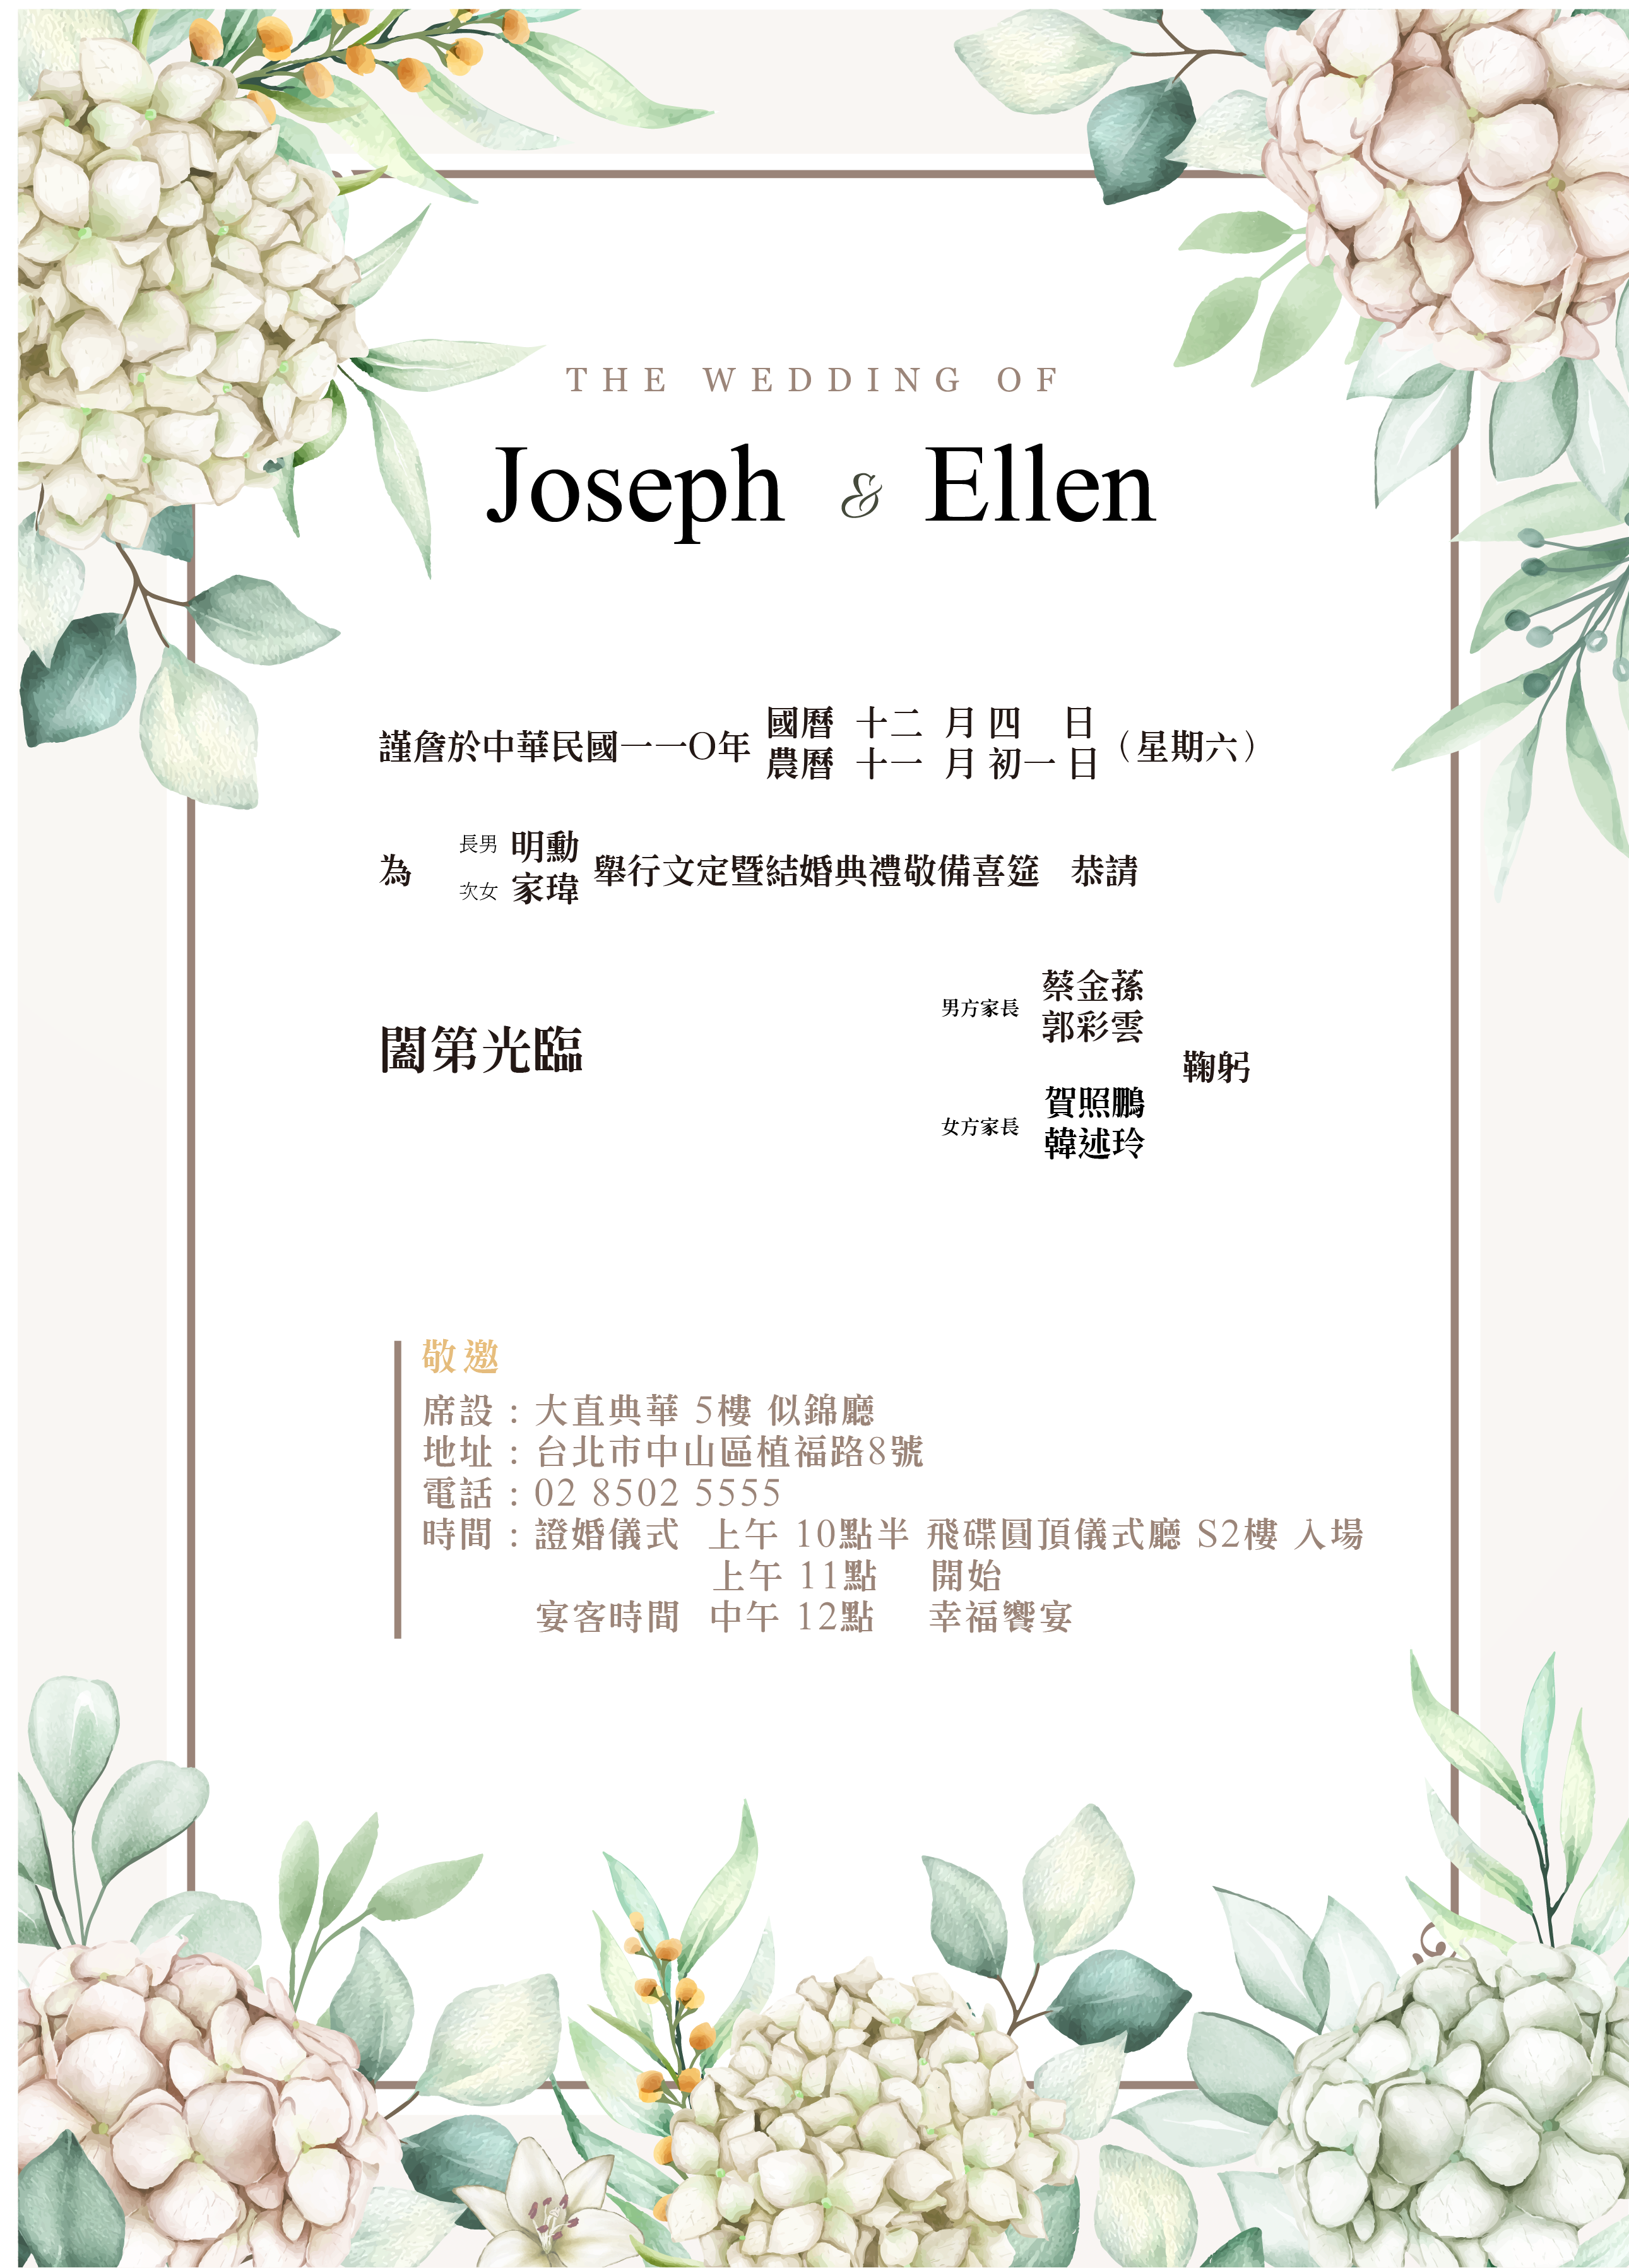 THE WEDDING OF
Joseph & Ellen
謹詹於中華民國一一O年 國曆 十二 月 四 日 (星期六)
農曆 十一 月 初一 日
為 長男 明勳 舉行文定暨結婚典禮敬備喜筵 恭請
次女 家瑋
闔第光臨
男方家長 蔡金蓀
郭彩雲
鞠躬
女方家長 賀照鵬
韓述玲
敬邀
席設：大直典華 5樓 似錦廳
地址：台北市中山區植福路8號
電話：02 8502 5555
時間：證婚儀式 上午 10點半 飛碟圓頂儀式廳 S2樓 入場
上午 11點 開始
宴客時間 中午 12點 幸福饗宴